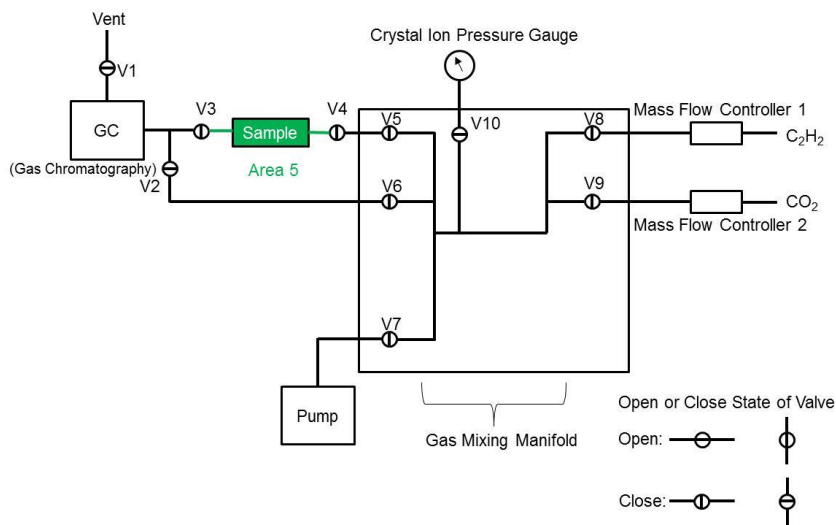 Vent
Crystal Ion Pressure Gauge
V1
V3
V4
V5
V10
V8
Mass Flow Controller 1
GC
Sample
C₂H₂
(Gas Chromatography)
V2
Area 5
V6
V9
CO₂
Mass Flow Controller 2
V7
Pump
Gas Mixing Manifold
Open or Close State of Valve
Open:
Close: